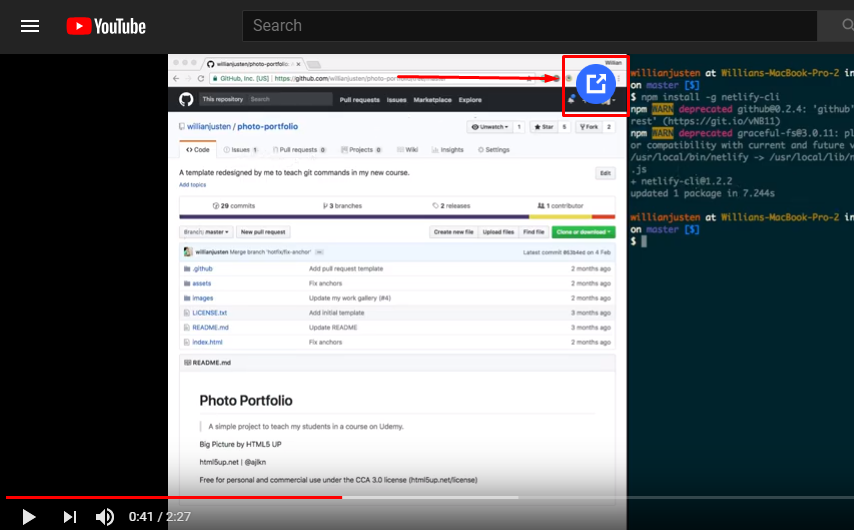 YouTube
Search
willianjusten/photo-portfolio:
Willian
GitHub, Inc. [US] https://github.com/willianjusten/photo-
This repository Search Pull requests Issues Marketplace Explore
willianjusten / photo-portfolio
Unwatch 1 Star 5 Fork 2
Code Issues 1 Pull requests 0 Projects 0 Wiki Insights Settings
A template redesigned by me to teach git commands in my new course.
Edit
Add topics
29 commits 3 branches 2 releases 1 contributor
Branch: master New pull request Create new file Upload files Find file Clone or download
willianjusten Merge branch 'hotfix/fix-anchor' Latest commit on 4 Feb
.github Add pull request template 2 months ago
assets Fix anchors 2 months ago
images Update my work gallery (#4) 2 months ago
LICENSE.txt Add initial template 3 months ago
README.md Update README 3 months ago
index.html Fix anchors 2 months ago
README.md
Photo Portfolio
A simple project to teach my students in a course on Udemy.
Big Picture by HTML5 UP
html5up.net | @ajlkn
Free for personal and commercial use under the CCA 3.0 license (html5up.net/license)
willianjusten at Willians-MacBook-Pro-2 in
on master [$]
$ npm install -g netlify-cli
npm WARN deprecated github@0.2.4: 'github'
rest' (https://git.io/vNB11)
npm WARN deprecated graceful-fs@3.0.11: pl
or compatibility with current and future v
/usr/local/bin/netlify -> /usr/local/lib/n
.js
+ netlify-cli@1.2.2
updated 1 package in 7.244s
willianjusten at Willians-MacBook-Pro-2 in
on master [$]
$
0:41 / 2:27